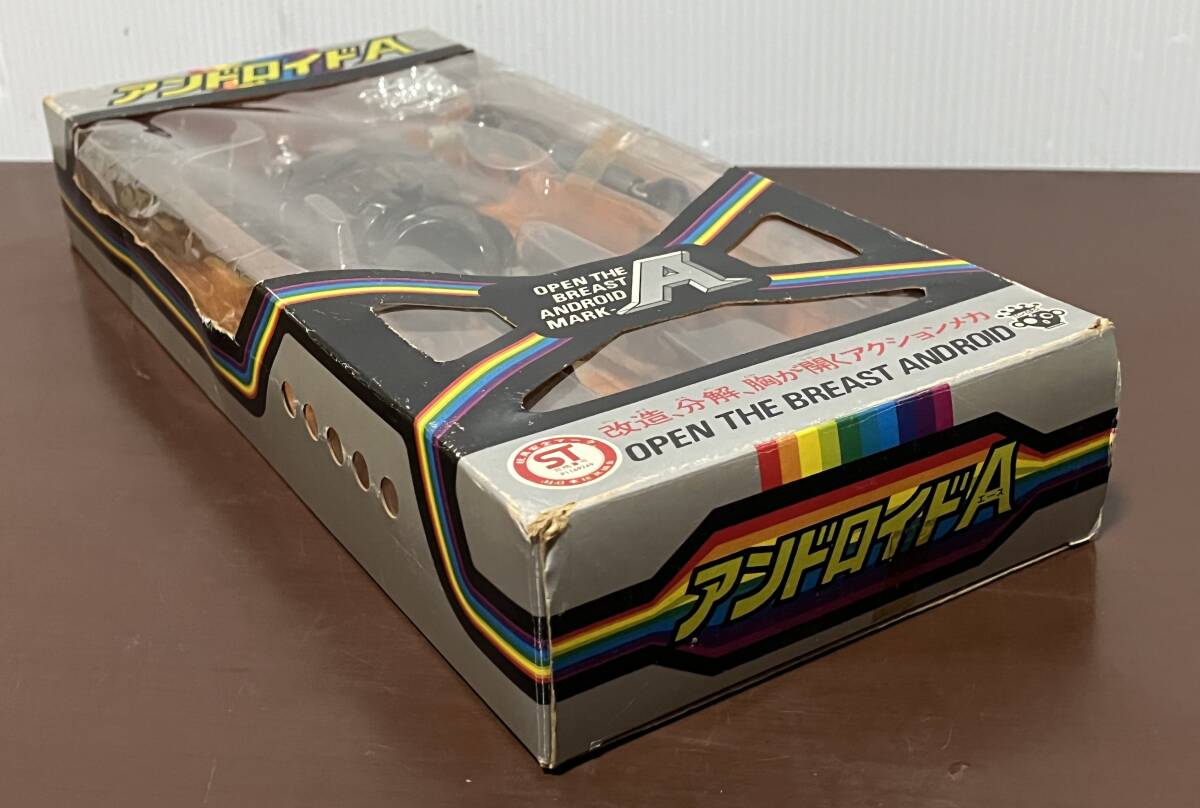 アンドロイドA
OPEN THE
BREAST
ANDROID
MARK-A
改造、分解、胸が開くアクションメカ
OPEN THE BREAST ANDROID
ST
アンドロイドA